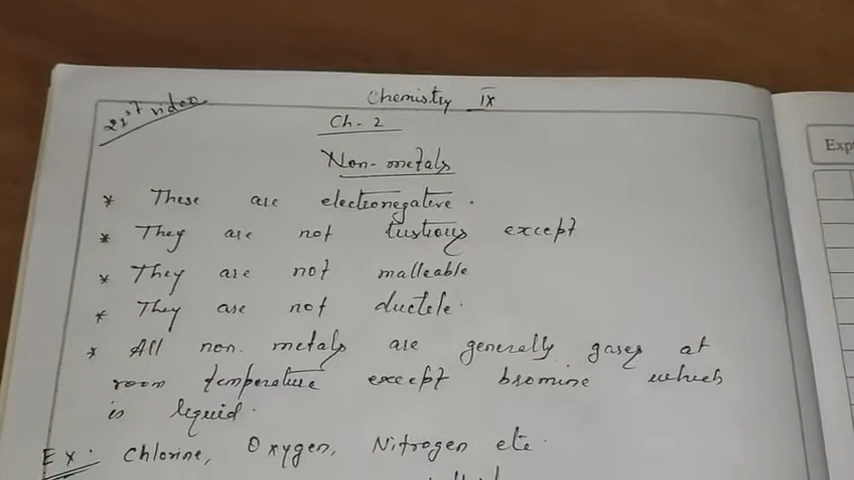 Chemistry IX
21st video
Ch. 2
Non-metals
* These are electronegative.
* They are not lustrous except
* They are not malleable
* They are not ductele.
* All non. metals are generally gases at
room temperature except bromine which
is liquid.
Ex. Chlorine, Oxygen, Nitrogen etc.